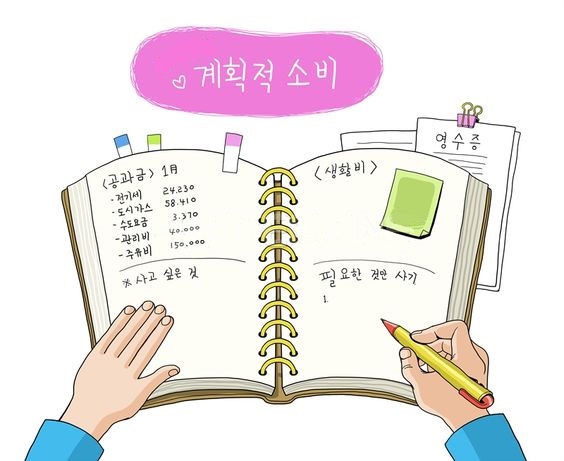 ♡ 계획적 소비
영수증
〈공과금〉 1月
- 전기세 24.230
- 도시가스 58.410
- 수도요금 3.370
- 관리비 40.000
- 주유비 150.000
※ 사고 싶은 것
〈생활비〉
필요한 것만 사기
1.